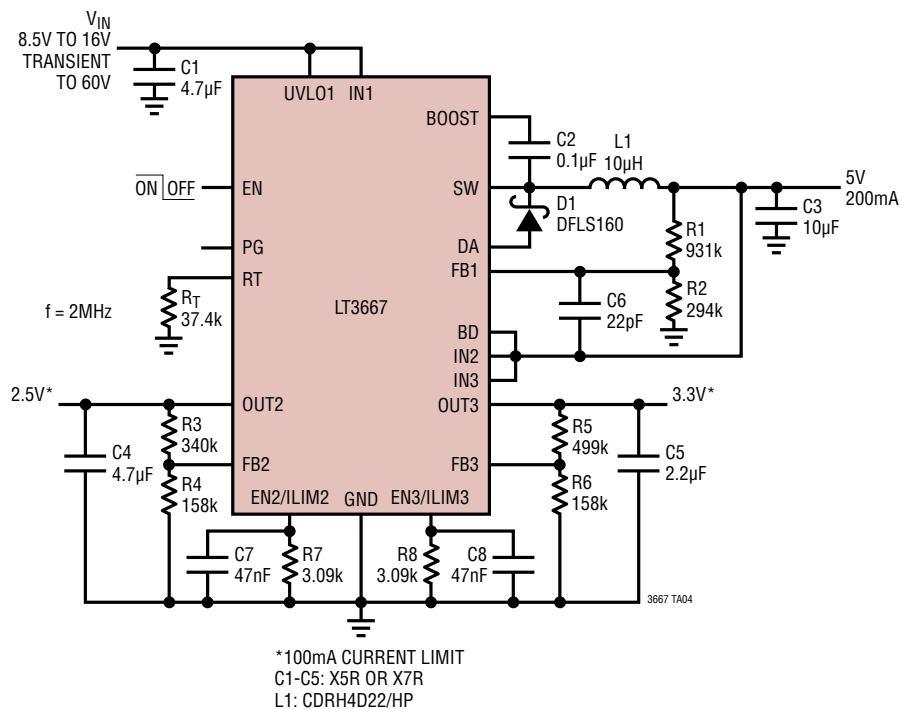 VIN
8.5V TO 16V
TRANSIENT
TO 60V
C1
4.7µF
UVLO1 IN1
BOOST
C2
0.1µF
L1
10µH
ON OFF
EN
SW
5V
200mA
D1
DFLS160
C3
10µF
PG
DA
R1
931k
RT
FB1
f = 2MHz
RT
37.4k
LT3667
C6
22pF
R2
294k
BD
IN2
IN3
2.5V*
OUT2
OUT3
3.3V*
R3
340k
R5
499k
C4
4.7µF
FB2
FB3
C5
2.2µF
R4
158k
R6
158k
EN2/ILIM2 GND EN3/ILIM3
C7
47nF
R7
3.09k
R8
3.09k
C8
47nF
3667 TA04
*100mA CURRENT LIMIT
C1-C5: X5R OR X7R
L1: CDRH4D22/HP